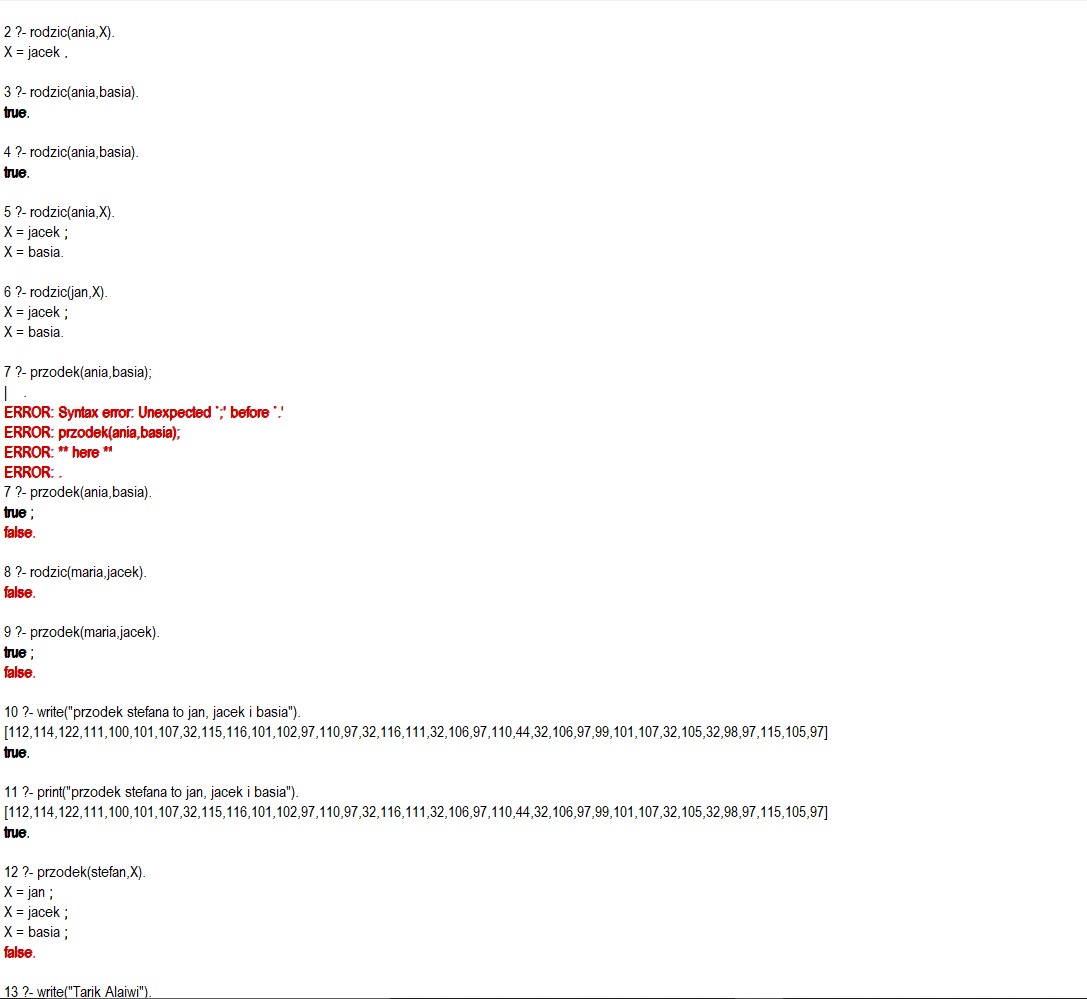 2 ?- rodzic(ania,X).
X = jacek .
3 ?- rodzic(ania,basia).
true.
4 ?- rodzic(ania,basia).
true.
5 ?- rodzic(ania,X).
X = jacek ;
X = basia.
6 ?- rodzic(jan,X).
X = jacek ;
X = basia.
7 ?- przodek(ania,basia);
|    .
ERROR: Syntax error: Unexpected `;' before `.'
ERROR: przodek(ania,basia);
ERROR: ** here **
ERROR: .
7 ?- przodek(ania,basia).
true ;
false.
8 ?- rodzic(maria,jacek).
false.
9 ?- przodek(maria,jacek).
true ;
false.
10 ?- write("przodek stefana to jan, jacek i basia").
[112,114,122,111,100,101,107,32,115,116,101,102,97,110,97,32,116,111,32,106,97,110,44,32,106,97,99,101,107,32,105,32,98,97,115,105,97]
true.
11 ?- print("przodek stefana to jan, jacek i basia").
[112,114,122,111,100,101,107,32,115,116,101,102,97,110,97,32,116,111,32,106,97,110,44,32,106,97,99,101,107,32,105,32,98,97,115,105,97]
true.
12 ?- przodek(stefan,X).
X = jan ;
X = jacek ;
X = basia ;
false.
13 ?- write("Tarik Alaiwi").